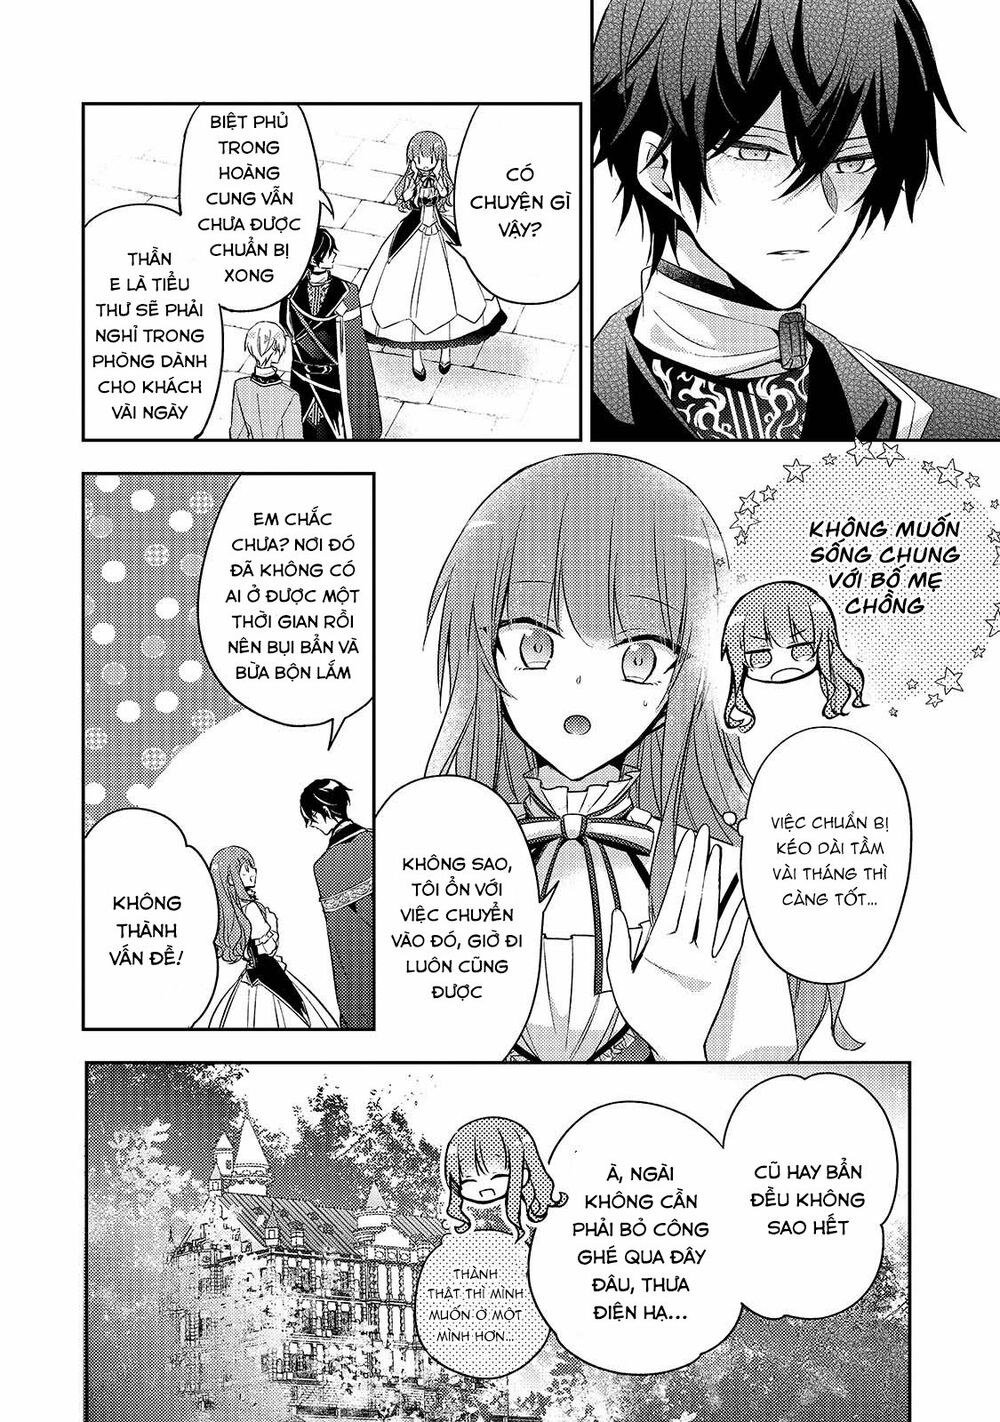 CÓ
CHUYỆN GÌ
VẬY?
BIỆT PHỦ
TRONG
HOÀNG
CUNG VẪN
CHƯA ĐƯỢC
CHUẨN BỊ
XONG
THẦN
E LÀ TIỂU
THƯ SẼ PHẢI
NGHỈ TRONG
PHÒNG DÀNH
CHO KHÁCH
VÀI NGÀY
KHÔNG MUỐN
SỐNG CHUNG
VỚI BỐ MẸ
CHỒNG
VIỆC CHUẨN BỊ
KÉO DÀI TẦM
VÀI THÁNG THÌ
CÀNG TỐT...
KHÔNG SAO,
TÔI ỔN VỚI
VIỆC CHUYỂN
VÀO ĐÓ, GIỜ ĐI
LUÔN CŨNG
ĐƯỢC
EM CHẮC
CHƯA? NƠI ĐÓ
ĐÃ KHÔNG CÓ
AI Ở ĐƯỢC MỘT
THỜI GIAN RỒI
NÊN BỤI BẨN VÀ
BỪA BỘN LẮM
KHÔNG
THÀNH
VẤN ĐỀ!
CŨ HAY BẨN
ĐỀU KHÔNG
SAO HẾT
À, NGÀI
KHÔNG CẦN
PHẢI BỎ CÔNG
GHÉ QUA ĐÂY
ĐÂU, THƯA
ĐIỆN HẠ...
THÀNH
THẬT THÌ MÌNH
MUỐN Ở MỘT
MÌNH HƠN...